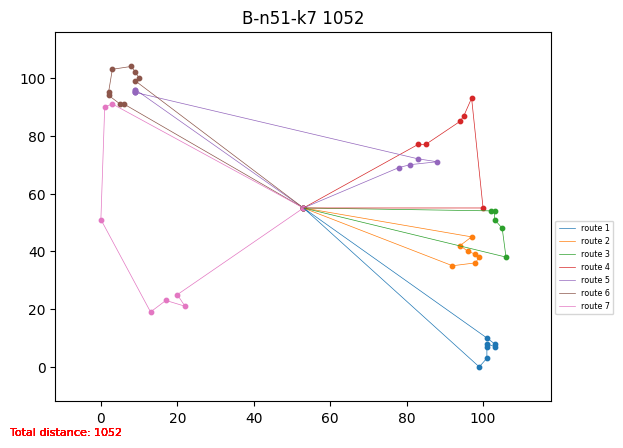 B-n51-k7 1052
100
80
60
40
20
0
0 20 40 60 80 100
route 1
route 2
route 3
route 4
route 5
route 6
route 7
Total distance: 1052